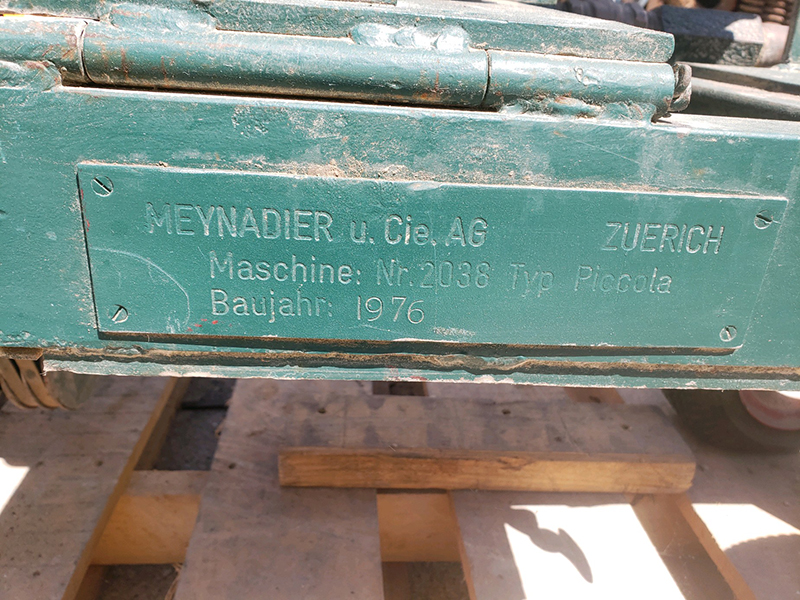 MEYNADIER u. Cie. AG ZUERICH
Maschine: Nr. 2038 Typ Piccola
Baujahr: 1976